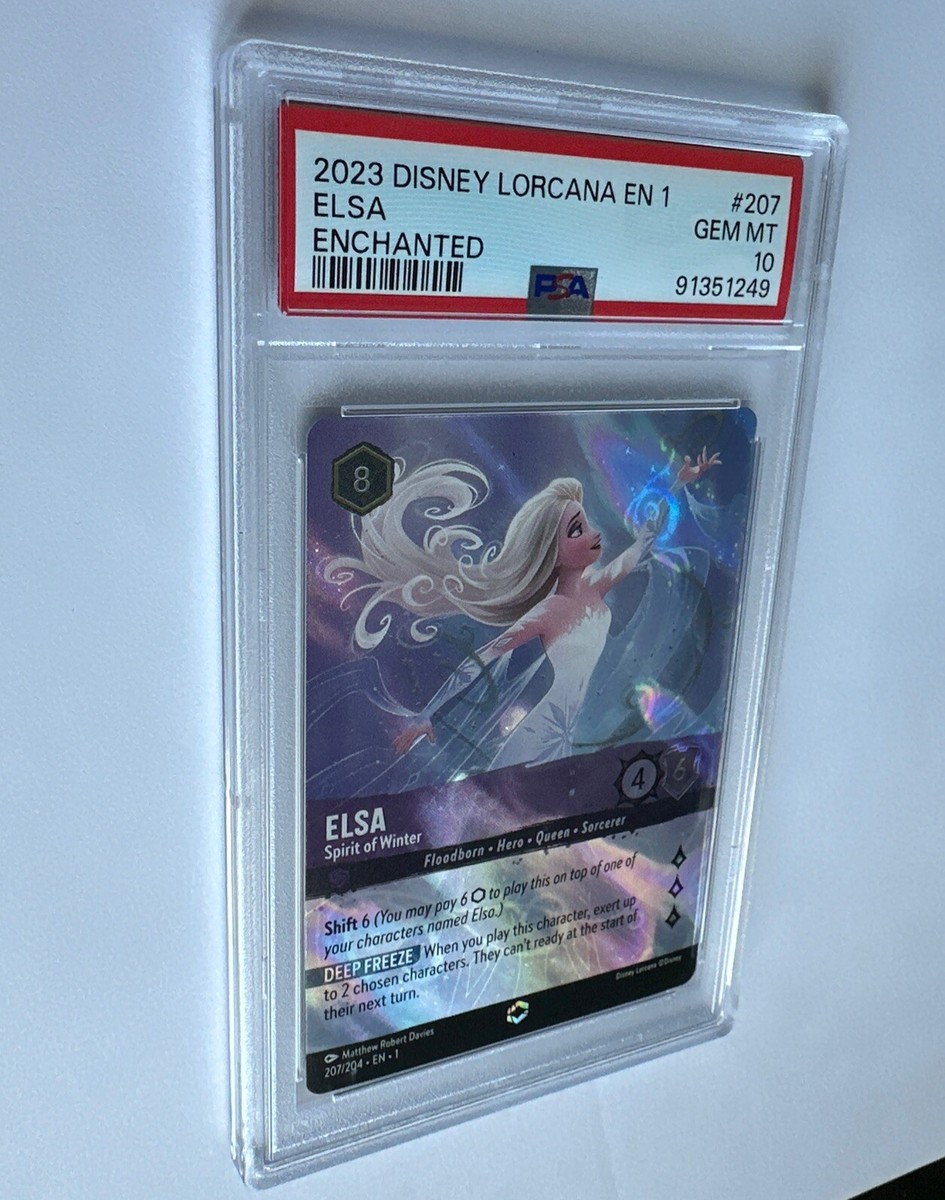 2023 DISNEY LORCANA EN 1 #207
ELSA GEM MT
ENCHANTED 10
91351249
PSA
8
4 6
ELSA
Spirit of Winter
Floodborn • Hero • Queen • Sorcerer
Shift 6 (You may pay 6 ⬡ to play this on top of one of
your characters named Elsa.)
DEEP FREEZE When you play this character, exert up
to 2 chosen characters. They can't ready at the start of
their next turn.
Disney Lorcana ©Disney
Matthew Robert Davies
207/204 • EN • 1